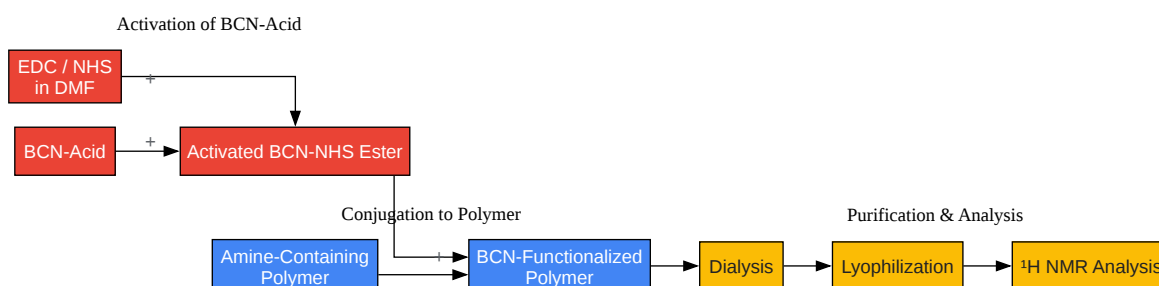 Activation of BCN-Acid
EDC / NHS
in DMF
+
BCN-Acid
+
Activated BCN-NHS Ester
Conjugation to Polymer
Purification & Analysis
Amine-Containing
Polymer
+
BCN-Functionalized
Polymer
Dialysis
Lyophilization
¹H NMR Analysis